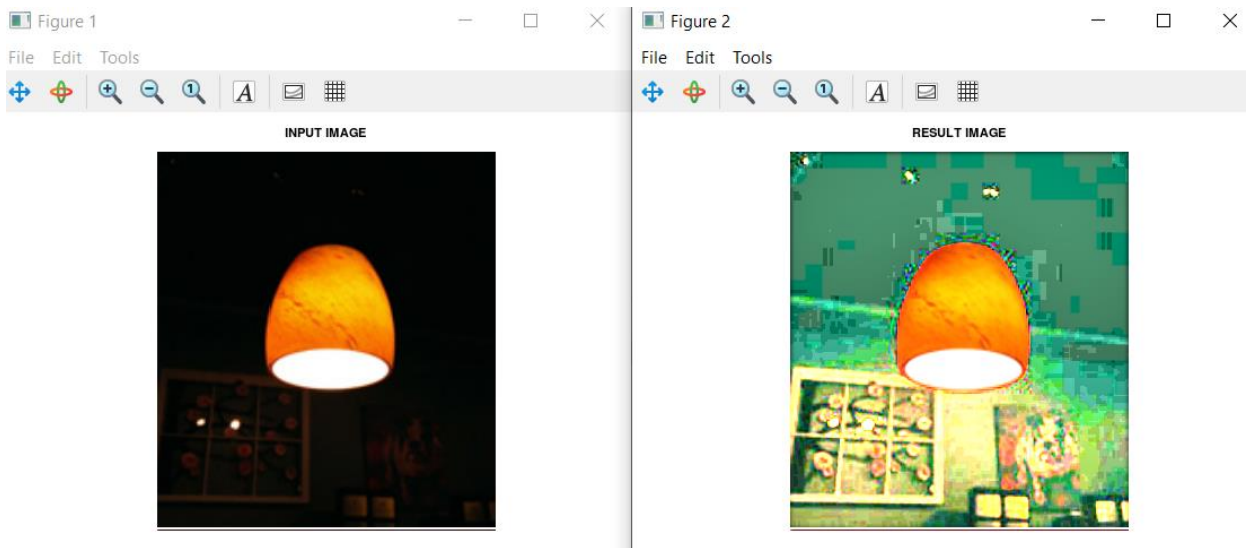 Figure 1
File Edit Tools
A
INPUT IMAGE
Figure 2
File Edit Tools
A
RESULT IMAGE